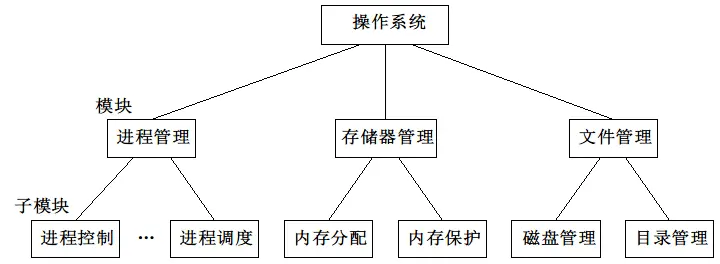 操作系统
模块
进程管理
存储器管理
文件管理
子模块
进程控制
…
进程调度
内存分配
内存保护
磁盘管理
目录管理